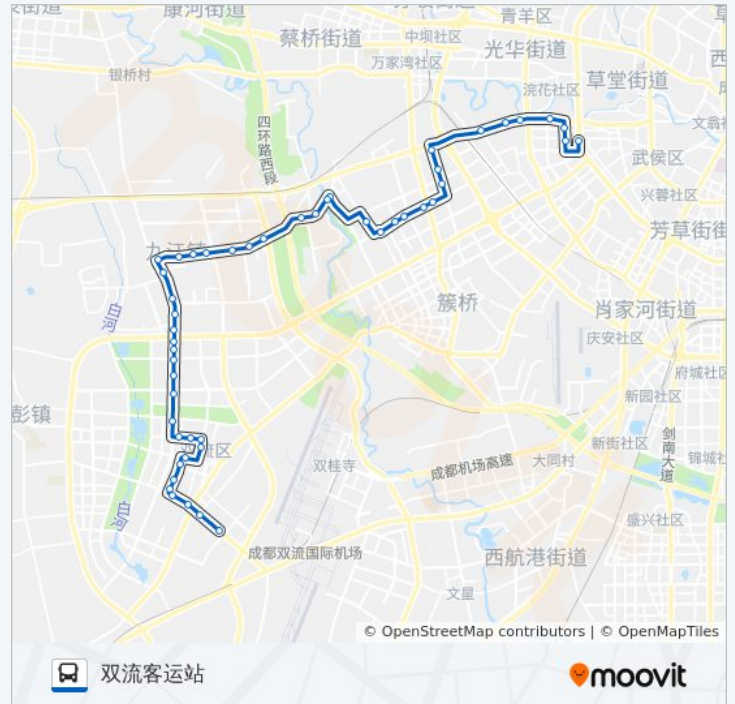 康河街道
青羊区
蔡桥街道
中坝社区
光华街道
万家湾社区
银桥村
草堂街道
浣花社区
四环路西段
武侯区
兴蓉社区
九江镇
芳草街街
白河
簇桥
肖家河街道
庆安社区
府城社区
彭镇
新园社区
双流区
新街社区
剑南大道
锦城社
双桂寺
成都机场高速
大同村
白河
盛兴社区
成都双流国际机场
西航港街道
文星
© OpenStreetMap contributors | © OpenMapTiles
双流客运站
moovit